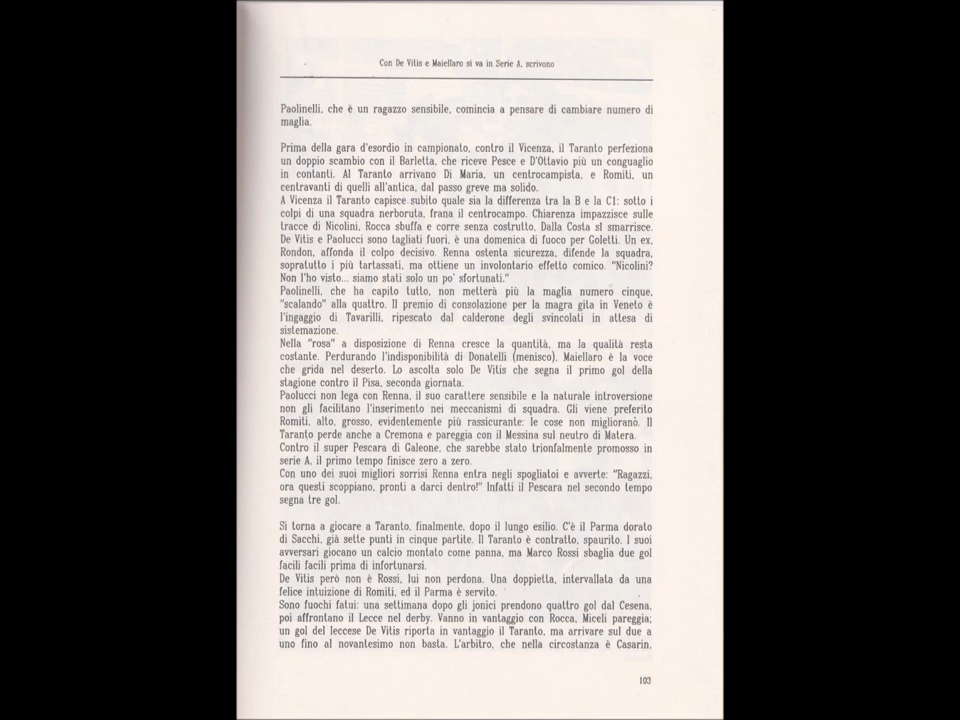 Con De Vitis e Maiellaro si va in Serie A, scrivono
Paolinelli, che è un ragazzo sensibile, comincia a pensare di cambiare numero di
maglia.
Prima della gara d'esordio in campionato, contro il Vicenza, il Taranto perfeziona
un doppio scambio con il Barletta, che riceve Pesce e D'Ottavio più un conguaglio
in contanti. Al Taranto arrivano Di Maria, un centrocampista, e Romiti, un
centravanti di quelli all'antica, dal passo greve ma solido.
A Vicenza il Taranto capisce subito quale sia la differenza tra la B e la C1: sotto i
colpi di una squadra nerboruta, frana il centrocampo. Chiarenza impazzisce sulle
tracce di Nicolini, Rocca sbuffa e corre senza costrutto, Dalla Costa si smarrisce.
De Vitis e Paolucci sono tagliati fuori, è una domenica di fuoco per Goletti. Un ex,
Rondon, affonda il colpo decisivo. Renna ostenta sicurezza, difende la squadra,
sopratutto i più tartassati, ma ottiene un involontario effetto comico. "Nicolini?
Non l'ho visto... siamo stati solo un po' sfortunati."
Paolinelli, che ha capito tutto, non metterà più la maglia numero cinque,
"scalando" alla quattro. Il premio di consolazione per la magra gita in Veneto è
l'ingaggio di Tavarilli, ripescato dal calderone degli svincolati in attesa di
sistemazione.
Nella "rosa" a disposizione di Renna cresce la quantità, ma la qualità resta
costante. Perdurando l'indisponibilità di Donatelli (menisco), Maiellaro è la voce
che grida nel deserto. Lo ascolta solo De Vitis che segna il primo gol della
stagione contro il Pisa, seconda giornata.
Paolucci non lega con Renna, il suo carattere sensibile e la naturale introversione
non gli facilitano l'inserimento nei meccanismi di squadra. Gli viene preferito
Romiti, alto, grosso, evidentemente più rassicurante: le cose non migliorano. Il
Taranto perde anche a Cremona e pareggia con il Messina sul neutro di Matera.
Contro il super Pescara di Galeone, che sarebbe stato trionfalmente promosso in
serie A, il primo tempo finisce zero a zero.
Con uno dei suoi migliori sorrisi Renna entra negli spogliatoi e avverte: "Ragazzi,
ora questi scoppiano, pronti a darci dentro!" Infatti il Pescara nel secondo tempo
segna tre gol.
Si torna a giocare a Taranto, finalmente, dopo il lungo esilio. C'è il Parma dorato
di Sacchi, già sette punti in cinque partite. Il Taranto è contratto, spaurito. I suoi
avversari giocano un calcio montato come panna, ma Marco Rossi sbaglia due gol
facili facili prima di infortunarsi.
De Vitis però non è Rossi, lui non perdona. Una doppietta, intervallata da una
felice intuizione di Romiti, ed il Parma è servito.
Sono fuochi fatui: una settimana dopo gli jonici prendono quattro gol dal Cesena,
poi affrontano il Lecce nel derby. Vanno in vantaggio con Rocca, Miceli pareggia;
un gol del leccese De Vitis riporta in vantaggio il Taranto, ma arrivare sul due a
uno fino al novantesimo non basta. L'arbitro, che nella circostanza è Casarin,
103